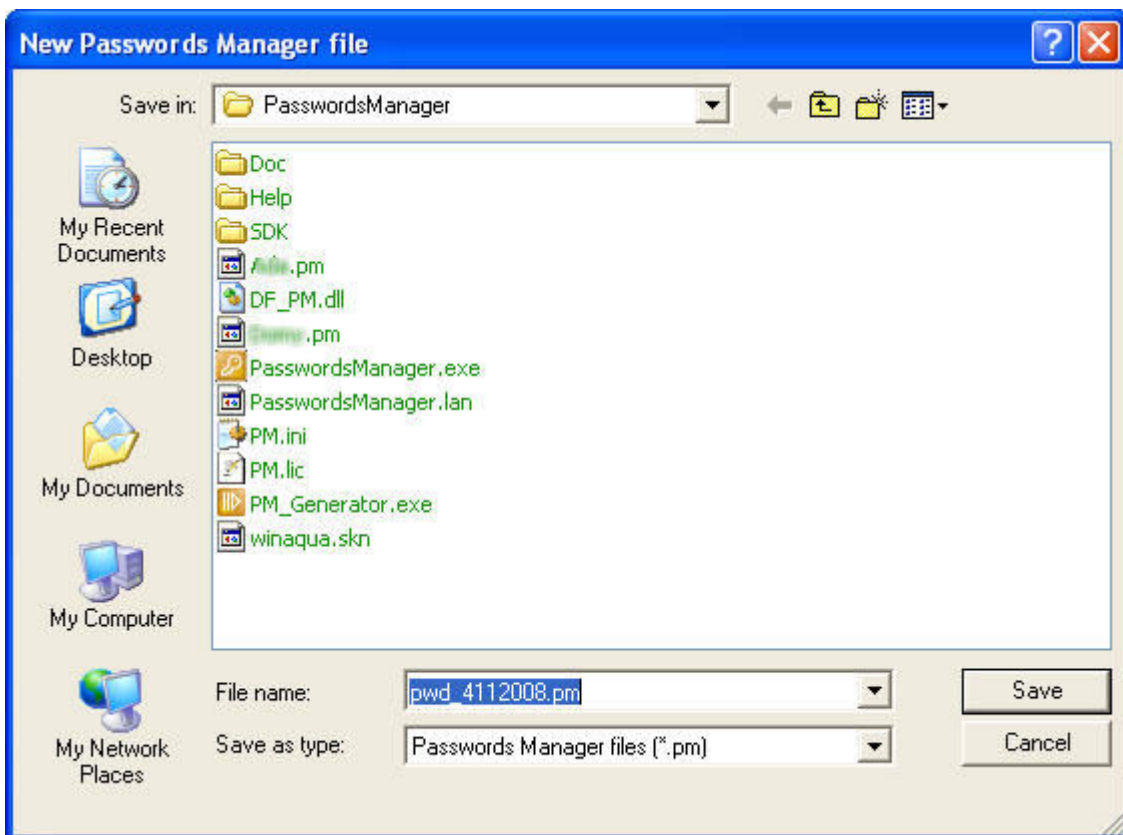 New Passwords Manager file
Save in: PasswordsManager
My Recent Documents
Desktop
My Documents
My Computer
My Network Places
Doc
Help
SDK
.pm
DF_PM.dll
.pm
PasswordsManager.exe
PasswordsManager.lan
PM.ini
PM.lic
PM_Generator.exe
winaqua.skn
File name: pwd_4112008.pm
Save
Save as type: Passwords Manager files (*.pm)
Cancel